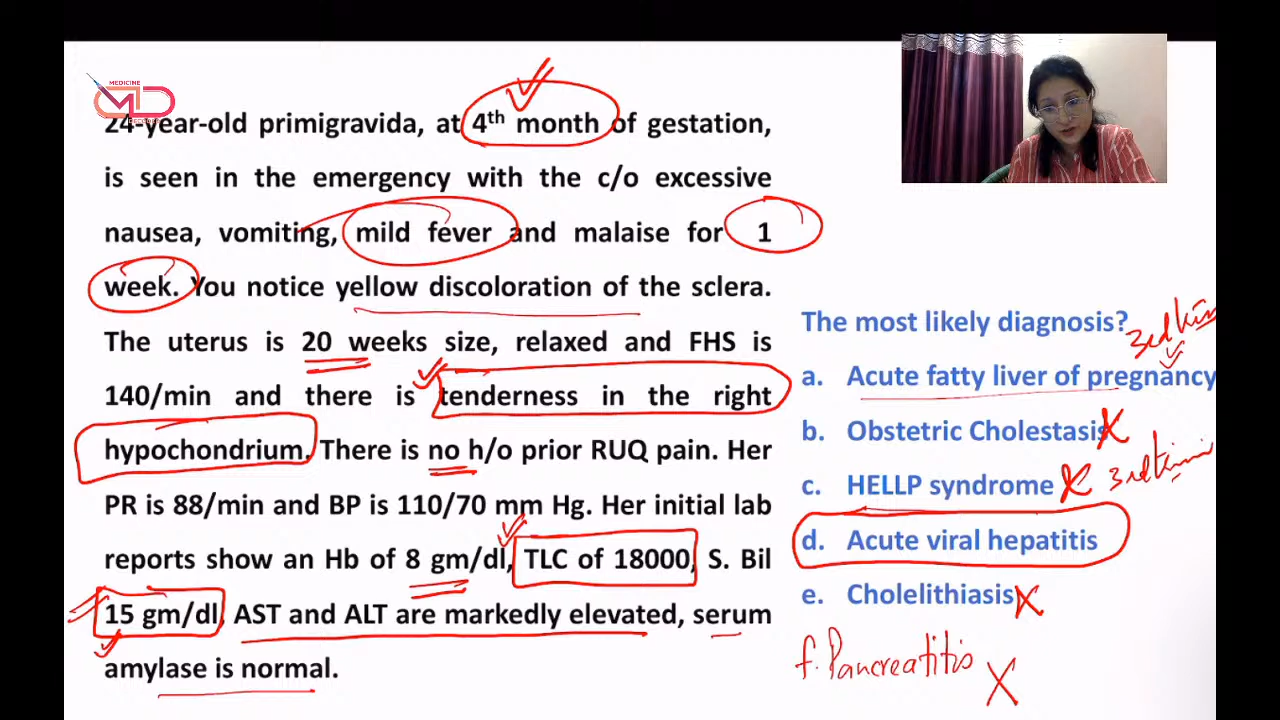 MEDICINE
MD
24-year-old primigravida, at 4th month of gestation,
is seen in the emergency with the c/o excessive
nausea, vomiting, mild fever and malaise for 1
week. You notice yellow discoloration of the sclera.
The uterus is 20 weeks size, relaxed and FHS is
140/min and there is tenderness in the right
hypochondrium. There is no h/o prior RUQ pain. Her
PR is 88/min and BP is 110/70 mm Hg. Her initial lab
reports show an Hb of 8 gm/dl, TLC of 18000, S. Bil
15 gm/dl, AST and ALT are markedly elevated, serum
amylase is normal.
The most likely diagnosis?
3rd trim
a. Acute fatty liver of pregnancy
b. Obstetric Cholestasis
c. HELLP syndrome 3rd trim
d. Acute viral hepatitis
e. Cholelithiasis
f. Pancreatitis